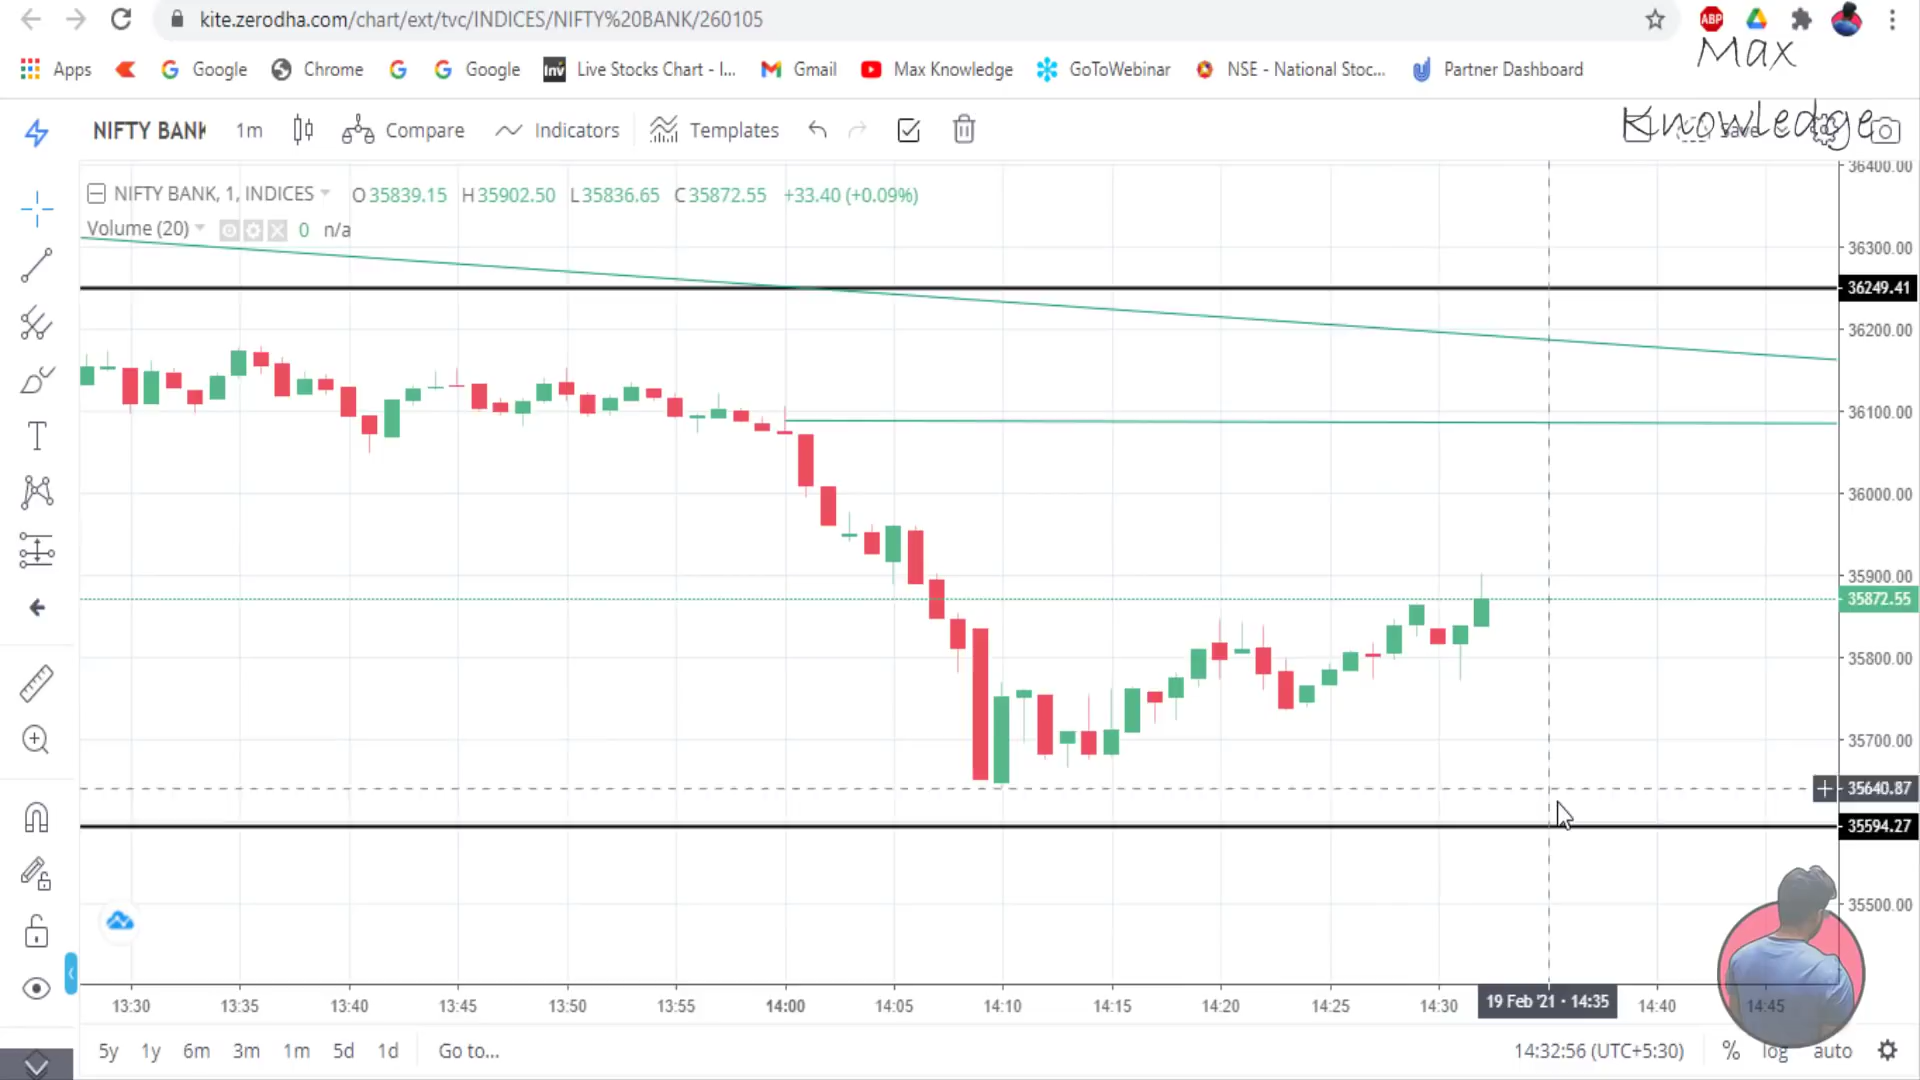 kite.zerodha.com/chart/ext/tvc/INDICES/NIFTY%20BANK/260105
ABP
Max
Apps
Google
Chrome
Google
Inv
Live Stocks Chart - I...
Gmail
Max Knowledge
GoToWebinar
NSE - National Stoc...
Partner Dashboard
Knowledge
NIFTY BANK
1m
Compare
Indicators
Templates
Save
NIFTY BANK, 1, INDICES
O35839.15 H35902.50 L35836.65 C35872.55 +33.40 (+0.09%)
Volume (20)
0 n/a
36400.00
36300.00
36249.41
36200.00
36100.00
36000.00
35900.00
35872.55
35800.00
35700.00
35640.87
35594.27
35500.00
13:30 13:35 13:40 13:45 13:50 13:55 14:00 14:05 14:10 14:15 14:20 14:25 14:30 19 Feb '21 • 14:35 14:40 14:45
5y 1y 6m 3m 1m 5d 1d Go to...
14:32:56 (UTC+5:30) % log auto